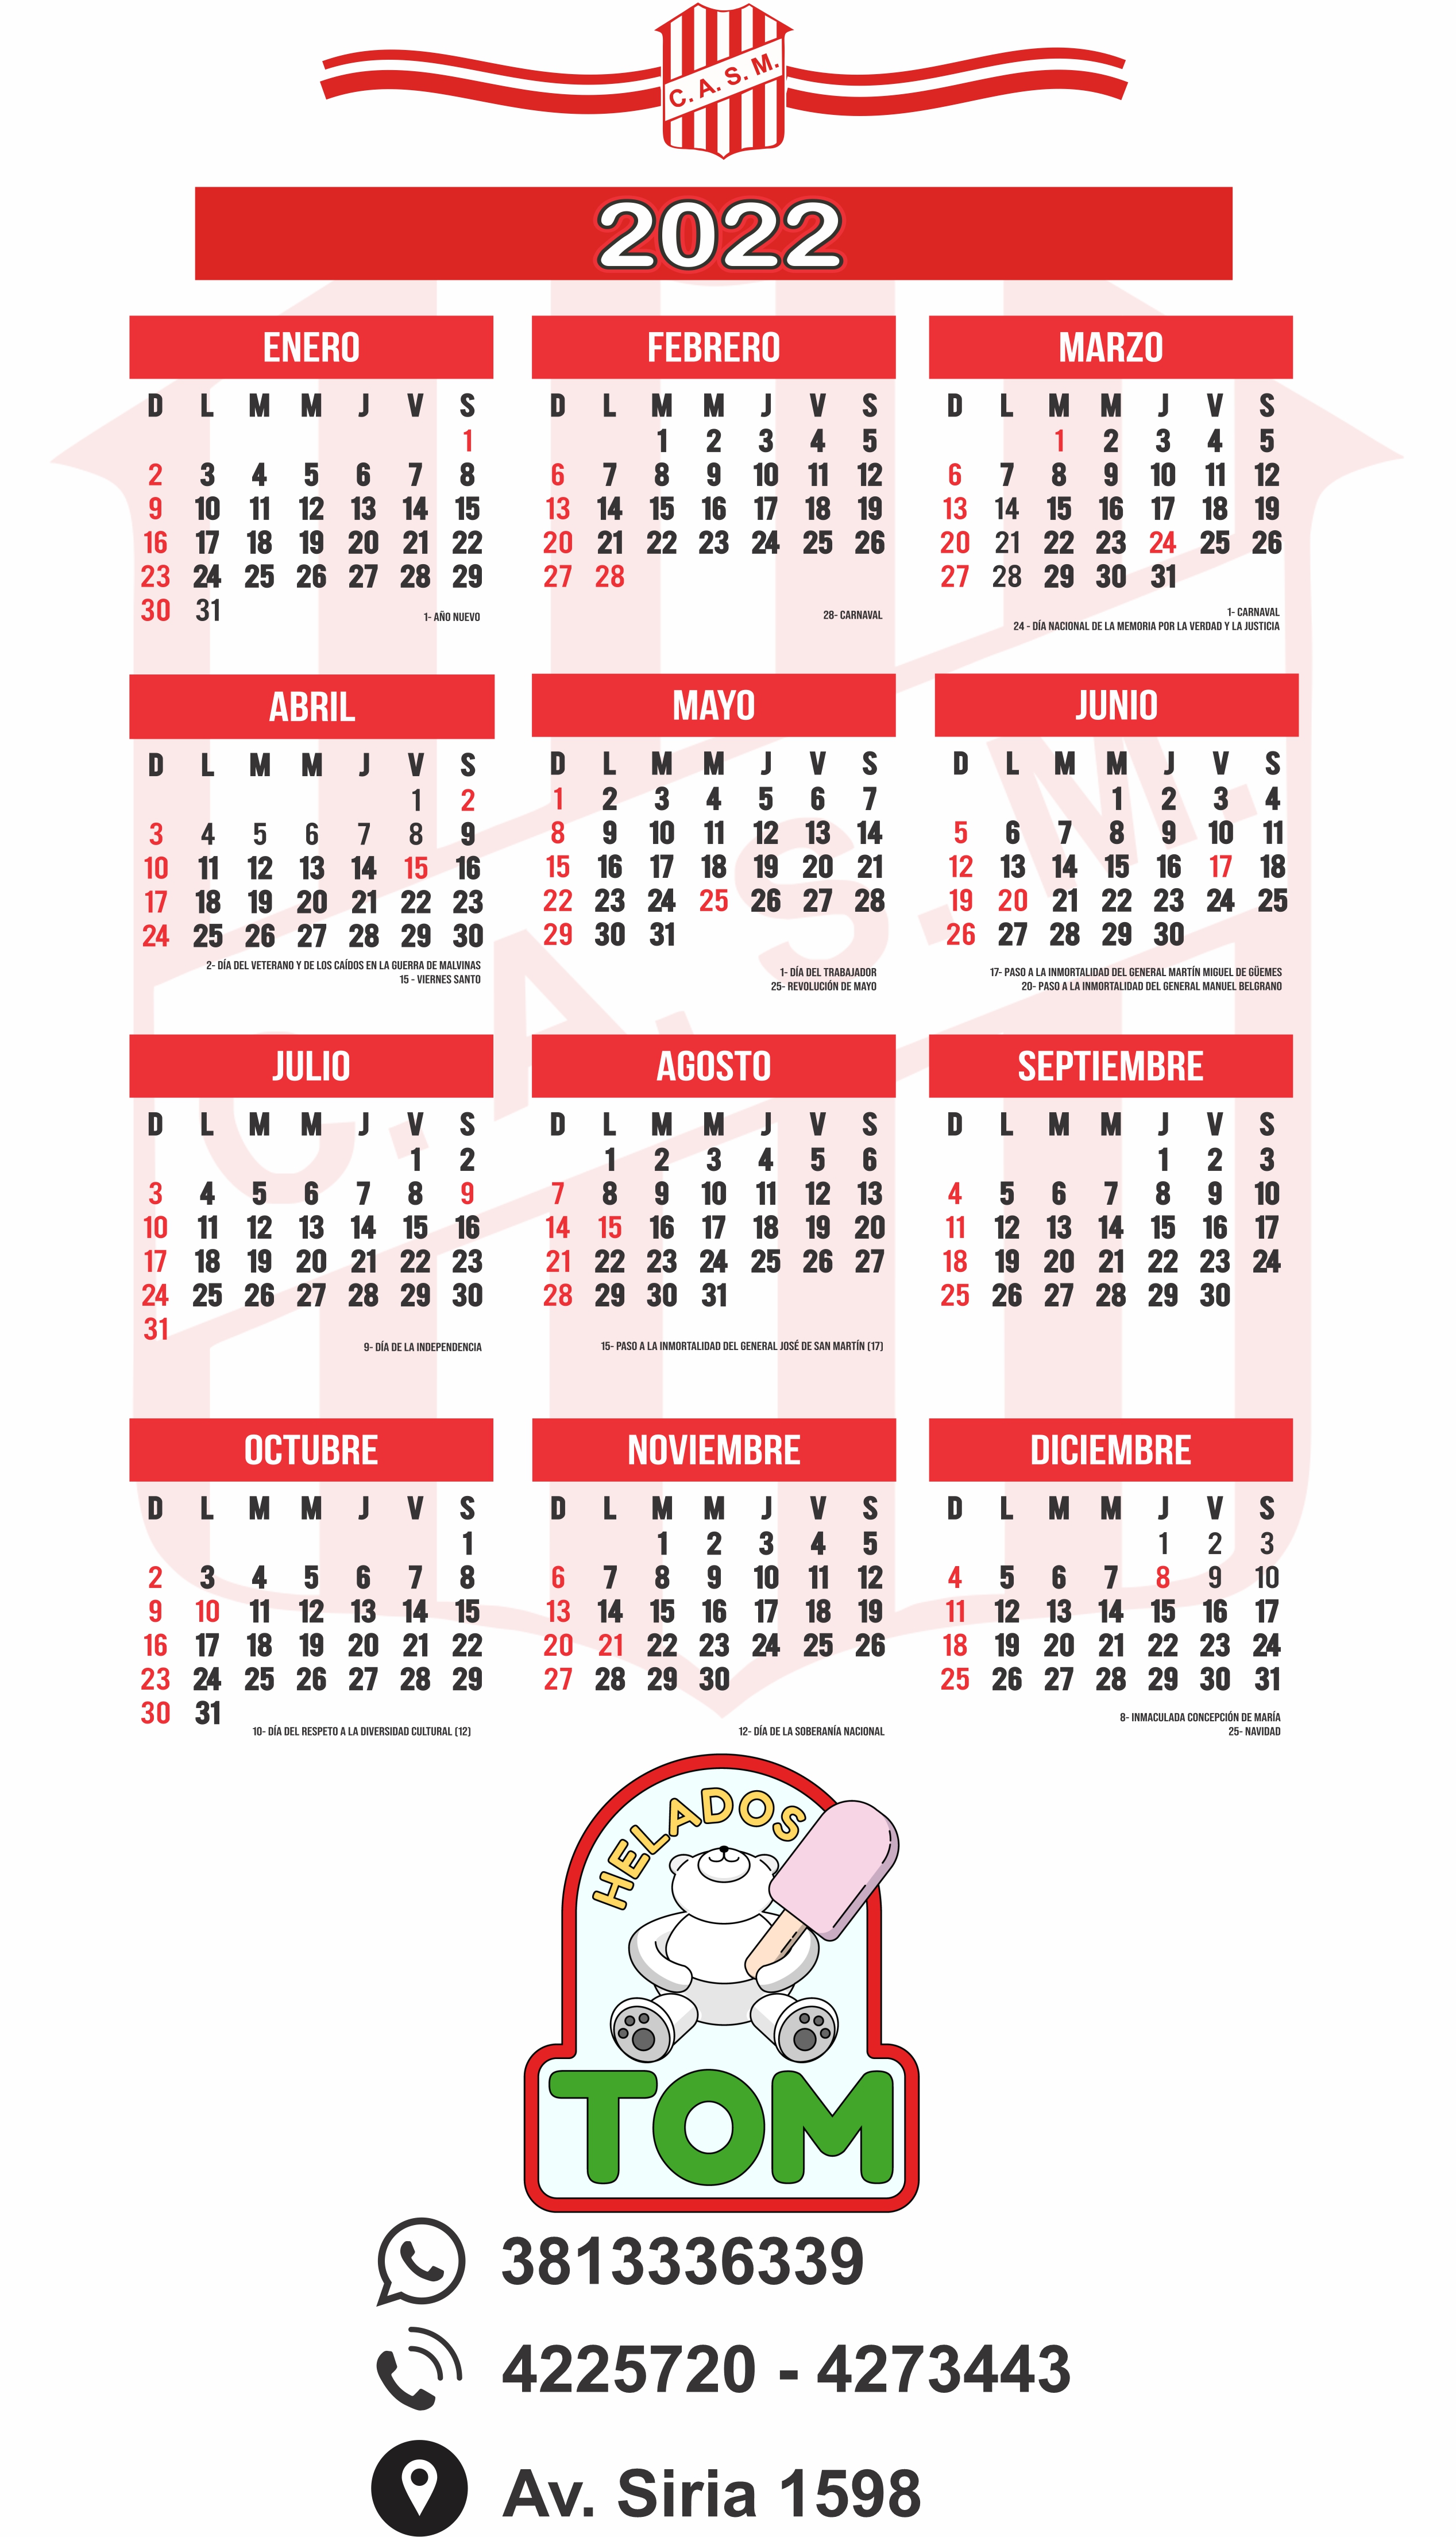 C. A. S. M.
2022
ENERO
D L M M J V S
1
2 3 4 5 6 7 8
9 10 11 12 13 14 15
16 17 18 19 20 21 22
23 24 25 26 27 28 29
30 31
1- AÑO NUEVO
FEBRERO
D L M M J V S
1 2 3 4 5
6 7 8 9 10 11 12
13 14 15 16 17 18 19
20 21 22 23 24 25 26
27 28
28- CARNAVAL
MARZO
D L M M J V S
1 2 3 4 5
6 7 8 9 10 11 12
13 14 15 16 17 18 19
20 21 22 23 24 25 26
27 28 29 30 31
1- CARNAVAL
24 - DÍA NACIONAL DE LA MEMORIA POR LA VERDAD Y LA JUSTICIA
ABRIL
D L M M J V S
1 2
3 4 5 6 7 8 9
10 11 12 13 14 15 16
17 18 19 20 21 22 23
24 25 26 27 28 29 30
2- DÍA DEL VETERANO Y DE LOS CAÍDOS EN LA GUERRA DE MALVINAS
15 - VIERNES SANTO
MAYO
D L M M J V S
1 2 3 4 5 6 7
8 9 10 11 12 13 14
15 16 17 18 19 20 21
22 23 24 25 26 27 28
29 30 31
1- DÍA DEL TRABAJADOR
25- REVOLUCIÓN DE MAYO
JUNIO
D L M M J V S
1 2 3 4
5 6 7 8 9 10 11
12 13 14 15 16 17 18
19 20 21 22 23 24 25
26 27 28 29 30
17- PASO A LA INMORTALIDAD DEL GENERAL MARTÍN MIGUEL DE GÜEMES
20- PASO A LA INMORTALIDAD DEL GENERAL MANUEL BELGRANO
C. A. S. M.
JULIO
D L M M J V S
1 2
3 4 5 6 7 8 9
10 11 12 13 14 15 16
17 18 19 20 21 22 23
24 25 26 27 28 29 30
31
9- DÍA DE LA INDEPENDENCIA
AGOSTO
D L M M J V S
1 2 3 4 5 6
7 8 9 10 11 12 13
14 15 16 17 18 19 20
21 22 23 24 25 26 27
28 29 30 31
15- PASO A LA INMORTALIDAD DEL GENERAL JOSÉ DE SAN MARTÍN (17)
SEPTIEMBRE
D L M M J V S
1 2 3
4 5 6 7 8 9 10
11 12 13 14 15 16 17
18 19 20 21 22 23 24
25 26 27 28 29 30
OCTUBRE
D L M M J V S
1
2 3 4 5 6 7 8
9 10 11 12 13 14 15
16 17 18 19 20 21 22
23 24 25 26 27 28 29
30 31
10- DÍA DEL RESPETO A LA DIVERSIDAD CULTURAL (12)
NOVIEMBRE
D L M M J V S
1 2 3 4 5
6 7 8 9 10 11 12
13 14 15 16 17 18 19
20 21 22 23 24 25 26
27 28 29 30
12- DÍA DE LA SOBERANÍA NACIONAL
DICIEMBRE
D L M M J V S
1 2 3
4 5 6 7 8 9 10
11 12 13 14 15 16 17
18 19 20 21 22 23 24
25 26 27 28 29 30 31
8- INMACULADA CONCEPCIÓN DE MARÍA
25- NAVIDAD
HELADOS
TOM
3813336339
4225720 - 4273443
Av. Siria 1598